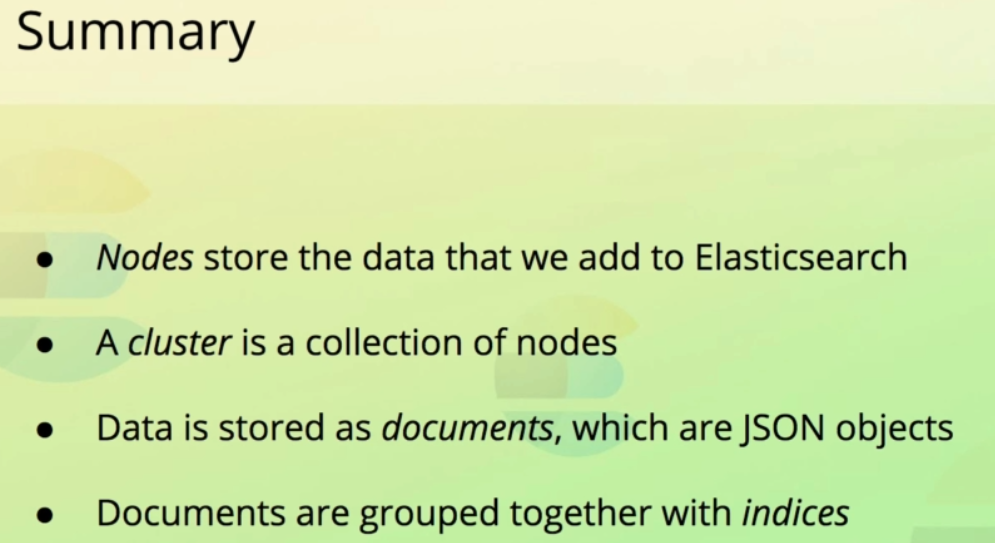 Summary
● Nodes store the data that we add to Elasticsearch
● A cluster is a collection of nodes
● Data is stored as documents, which are JSON objects
● Documents are grouped together with indices